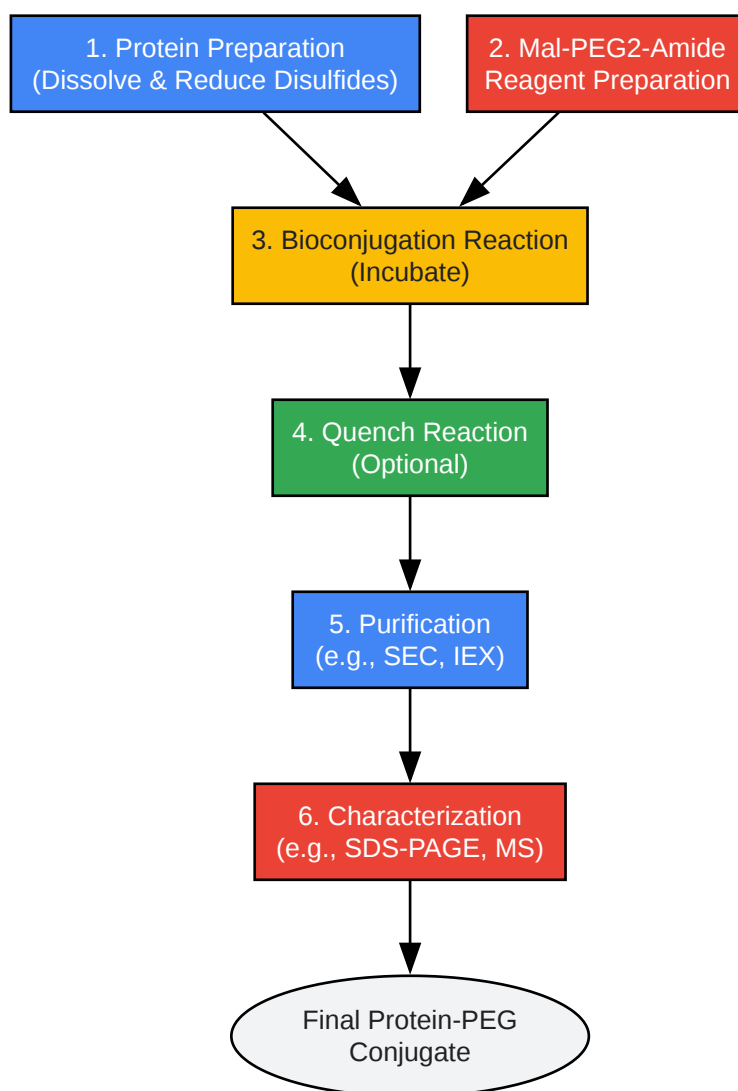 1. Protein Preparation
(Dissolve & Reduce Disulfides)
2. Mal-PEG2-Amide
Reagent Preparation
3. Bioconjugation Reaction
(Incubate)
4. Quench Reaction
(Optional)
5. Purification
(e.g., SEC, IEX)
6. Characterization
(e.g., SDS-PAGE, MS)
Final Protein-PEG
Conjugate